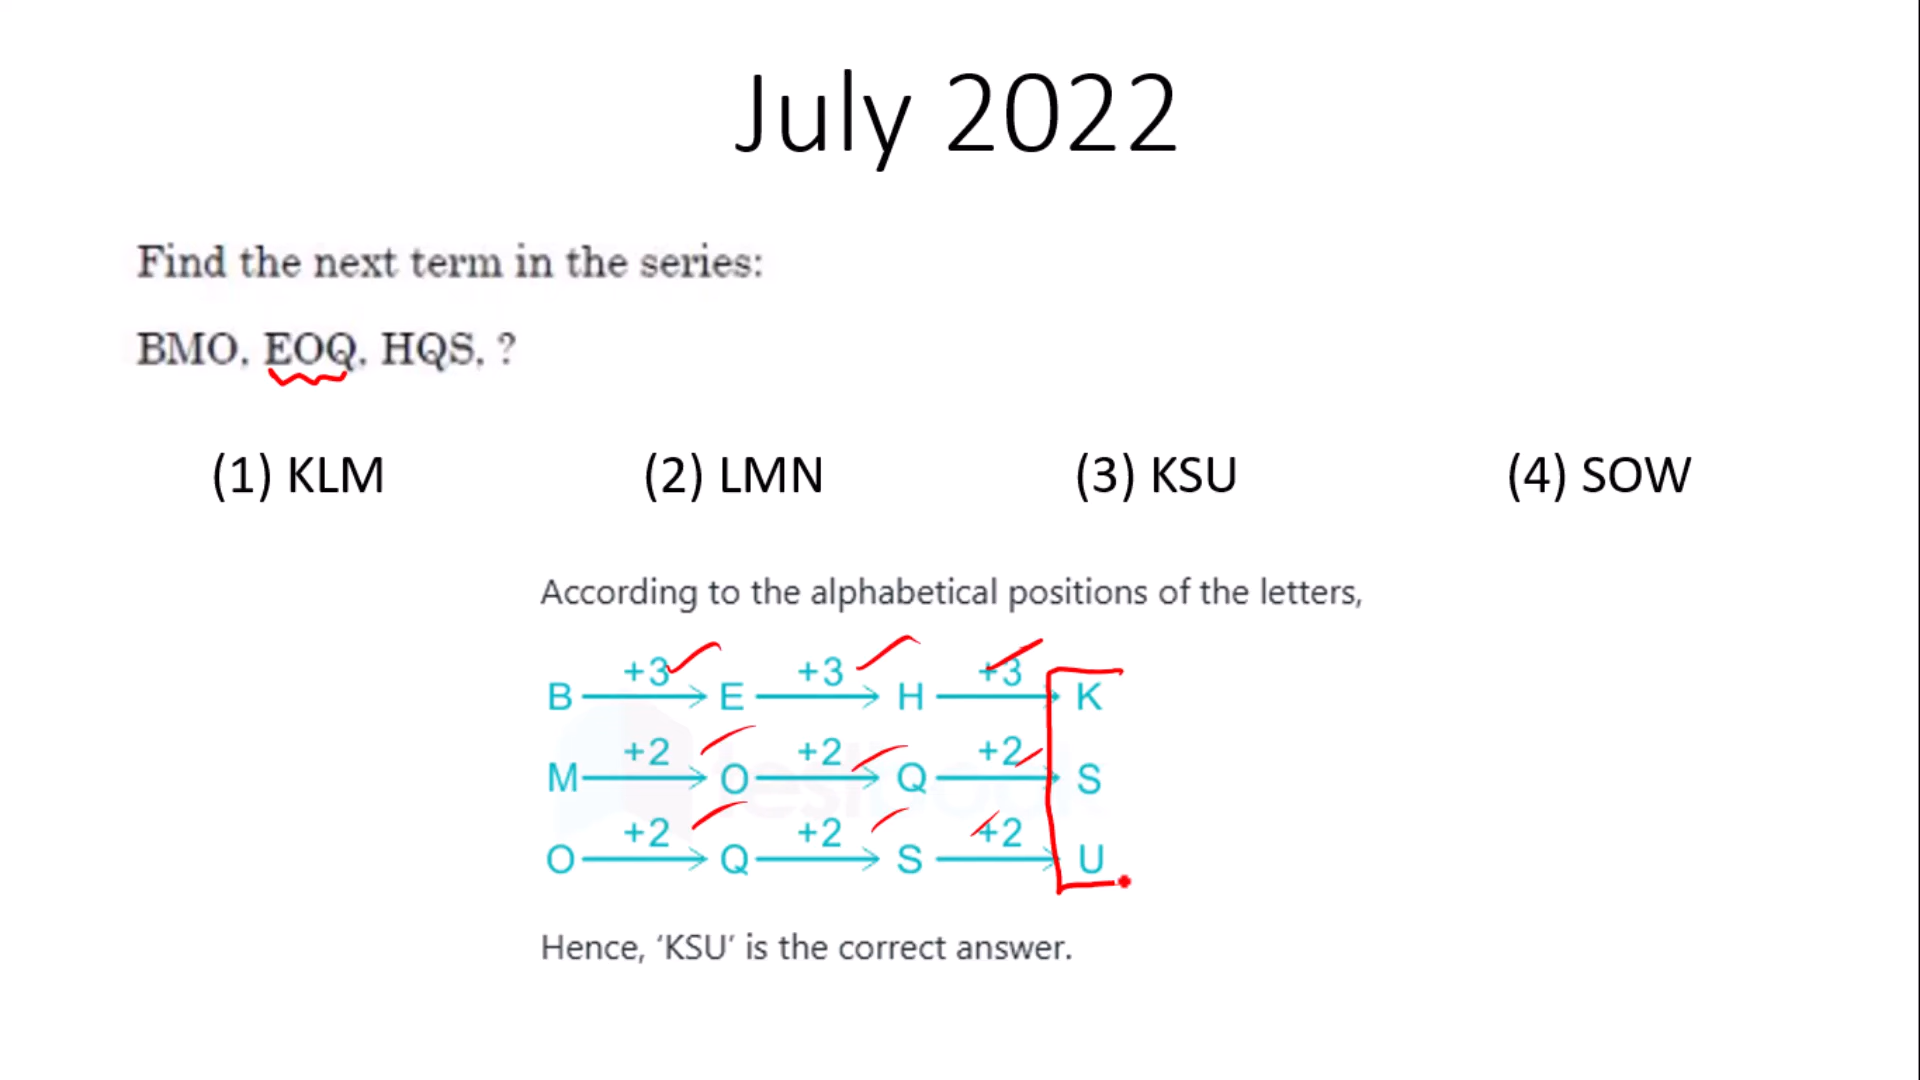 July 2022
Find the next term in the series:
BMO, EOQ, HQS, ?
(1) KLM (2) LMN (3) KSU (4) SOW
According to the alphabetical positions of the letters,
+3 +3 +3
B E H K
+2 +2 +2
M O Q S
+2 +2 +2
O Q S U
Hence, ‘KSU’ is the correct answer.